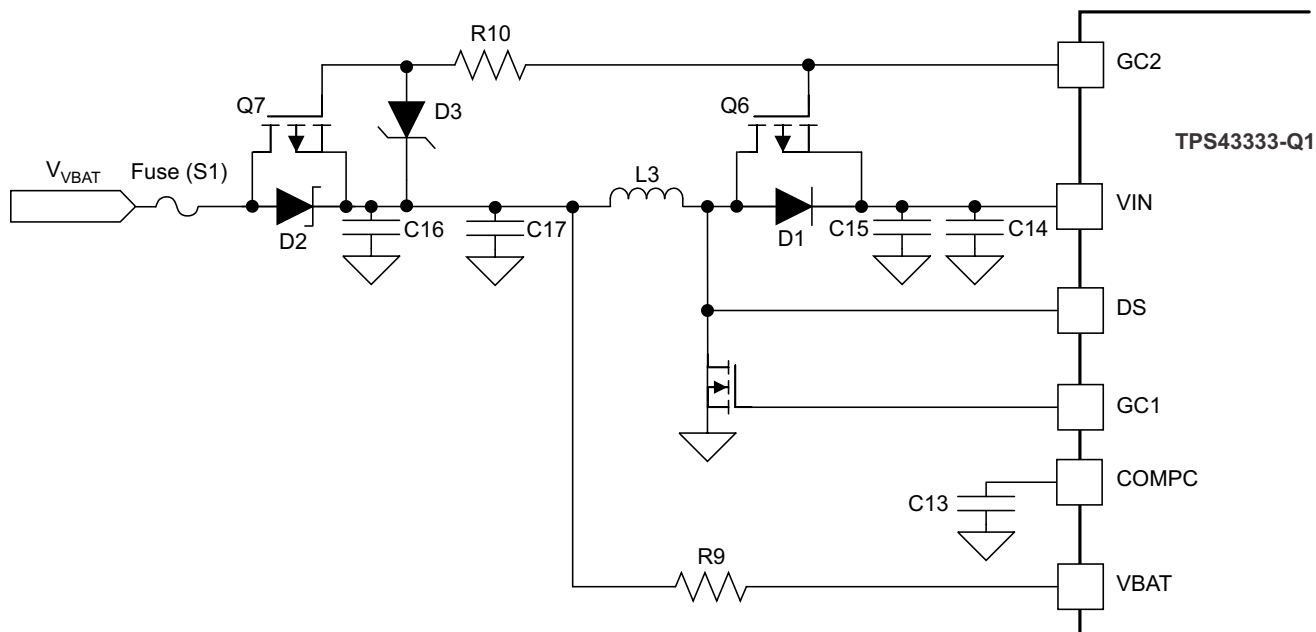 R10
GC2
Q7
D3
Q6
TPS43333-Q1
V_VBAT
Fuse (S1)
L3
VIN
D2
C16
C17
D1
C15
C14
DS
GC1
COMPC
C13
R9
VBAT